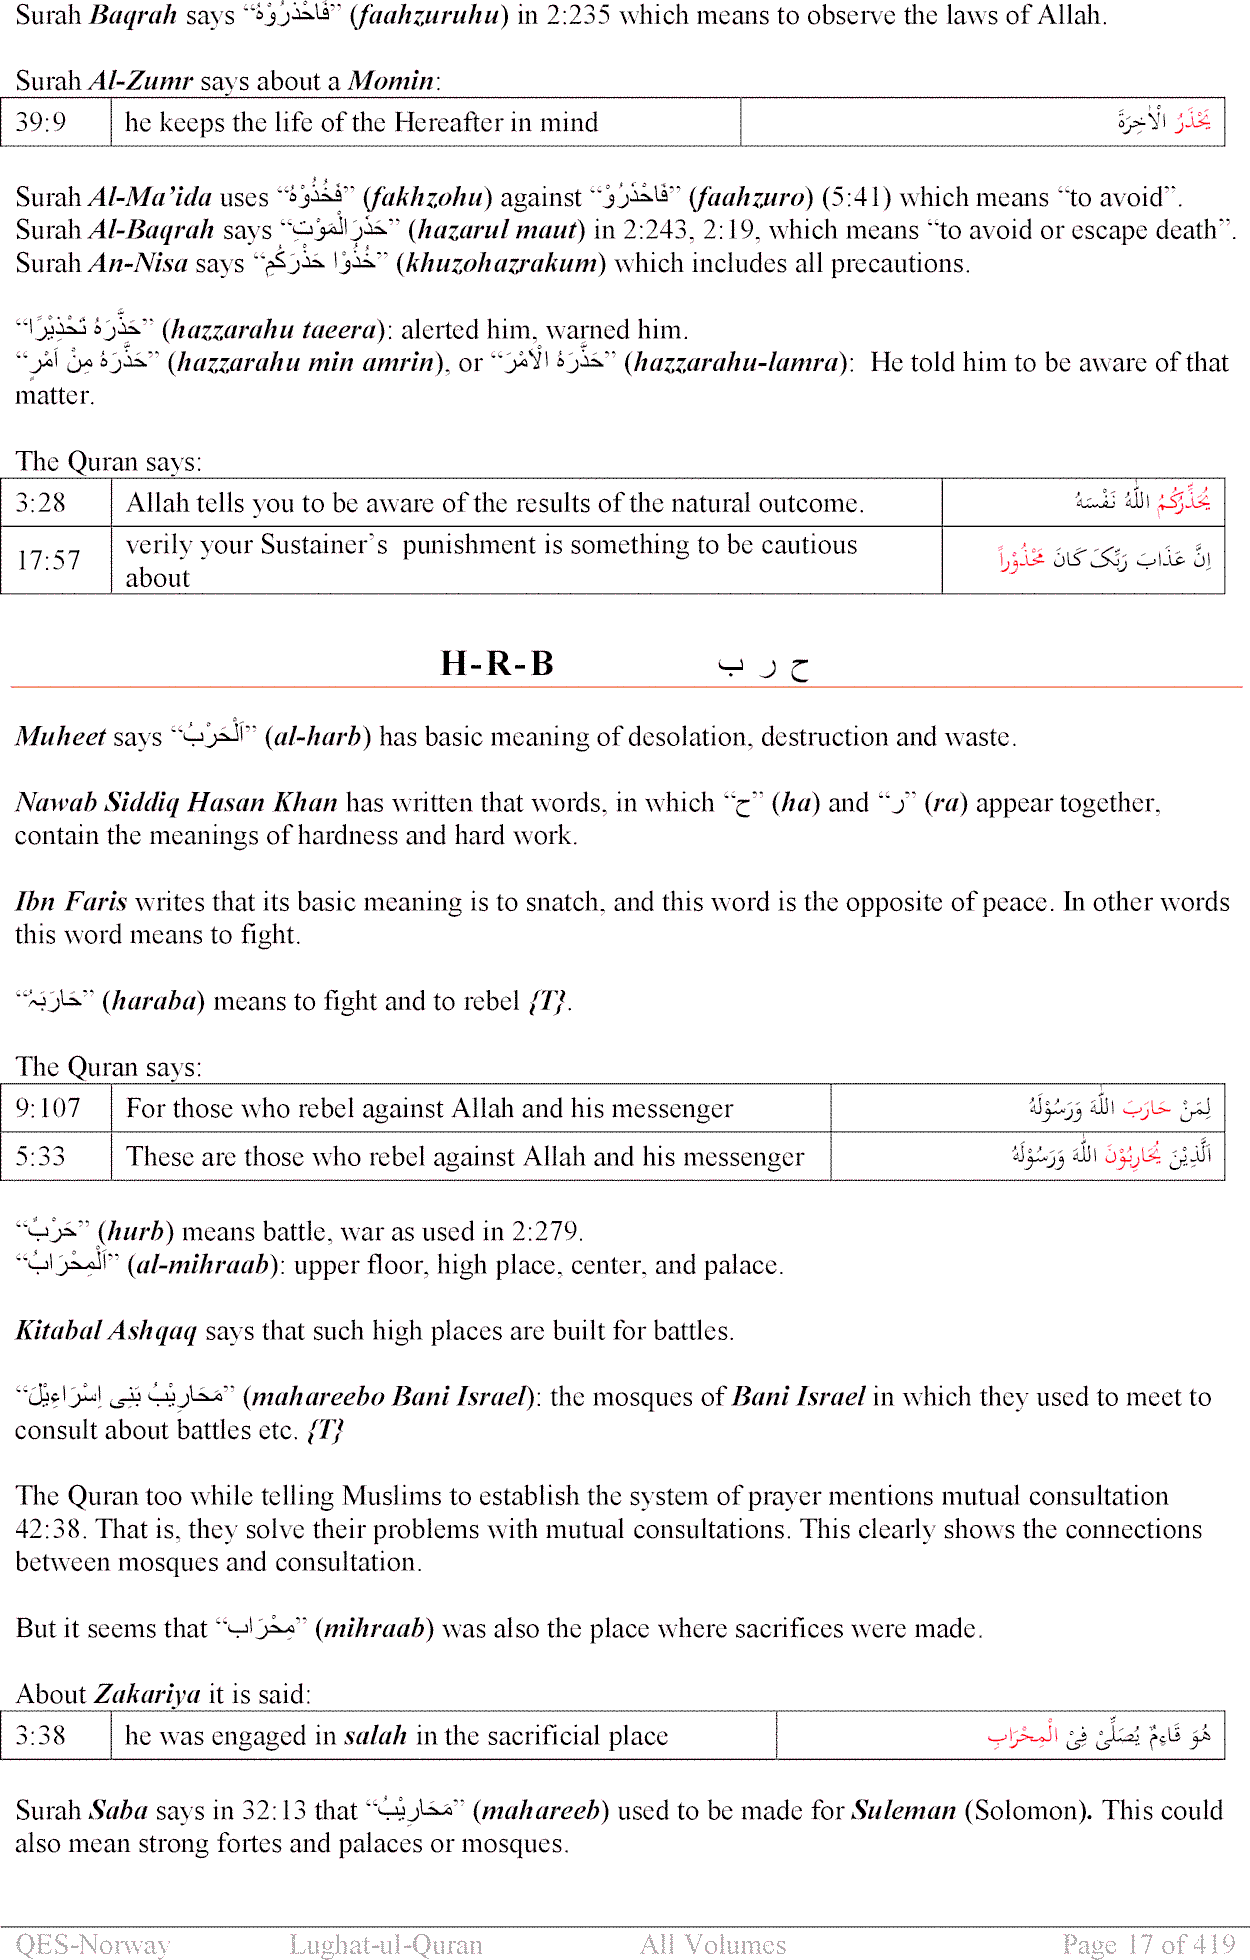 Surah Baqrah says “فَاحْذَرُوْهُ” (faahzuruhu) in 2:235 which means to observe the laws of Allah.
Surah Al-Zumr says about a Momin:
39:9 he keeps the life of the Hereafter in mind يَّحْذَرُ الْاٰخِرَةَ
Surah Al-Ma’ida uses “فَخُذُوْهُ” (fakhzohu) against “فَاحْذَرُوْ” (faahzuro) (5:41) which means “to avoid”.
Surah Al-Baqrah says “حَذَرَ الْمَوْتِ” (hazarul maut) in 2:243, 2:19, which means “to avoid or escape death”.
Surah An-Nisa says “خُذُوْا حَذْرَكُم” (khuzohazrakum) which includes all precautions.
“حَذَّرَهُ تَحْذِيْرًا” (hazzarahu taeera): alerted him, warned him.
“حَذَّرَهُ مِنْ اَمْرٍ” (hazzarahu min amrin), or “حَذَّرَهُ الْاَمْرَ” (hazzarahu-lamra):  He told him to be aware of that
matter.
The Quran says:
3:28 Allah tells you to be aware of the results of the natural outcome. يُحَذِّرُكُمُ اللّٰهُ نَفْسَهُ
17:57 verily your Sustainer’s  punishment is something to be cautious
about اِنَّ عَذَابَ رَبِّکَ كَانَ مَحْذُوْراً
H-R-B ح ر ب
Muheet says “اَلْحَرْبُ” (al-harb) has basic meaning of desolation, destruction and waste.
Nawab Siddiq Hasan Khan has written that words, in which “ح” (ha) and “ر” (ra) appear together,
contain the meanings of hardness and hard work.
Ibn Faris writes that its basic meaning is to snatch, and this word is the opposite of peace. In other words
this word means to fight.
“حَارَبَہٗ” (haraba) means to fight and to rebel {T}.
The Quran says:
9:107 For those who rebel against Allah and his messenger لِمَنْ حَارَبَ اللّٰهَ وَرَسُوْلَهُ
5:33 These are those who rebel against Allah and his messenger اَلَّذِيْنَ يُحَارِبُوْنَ اللّٰهَ وَرَسُوْلَهُ
“حَرْبٌ” (hurb) means battle, war as used in 2:279.
“اَلْمِحْرَابُ” (al-mihraab): upper floor, high place, center, and palace.
Kitabal Ashqaq says that such high places are built for battles.
“مَحَارِيْبُ بَنِی اِسْرَاءِيْلَ” (mahareebo Bani Israel): the mosques of Bani Israel in which they used to meet to
consult about battles etc. {T}
The Quran too while telling Muslims to establish the system of prayer mentions mutual consultation
42:38. That is, they solve their problems with mutual consultations. This clearly shows the connections
between mosques and consultation.
But it seems that “مِحْرَاب” (mihraab) was also the place where sacrifices were made.
About Zakariya it is said:
3:38 he was engaged in salah in the sacrificial place هُوَ قَاءِمٌ يُصَلِّیْ فِیْ الْمِحْرَابِ
Surah Saba says in 32:13 that “مَحَارِيْبُ” (mahareeb) used to be made for Suleman (Solomon). This could
also mean strong fortes and palaces or mosques.
QES-Norway Lughat-ul-Quran All Volumes Page 17 of 419